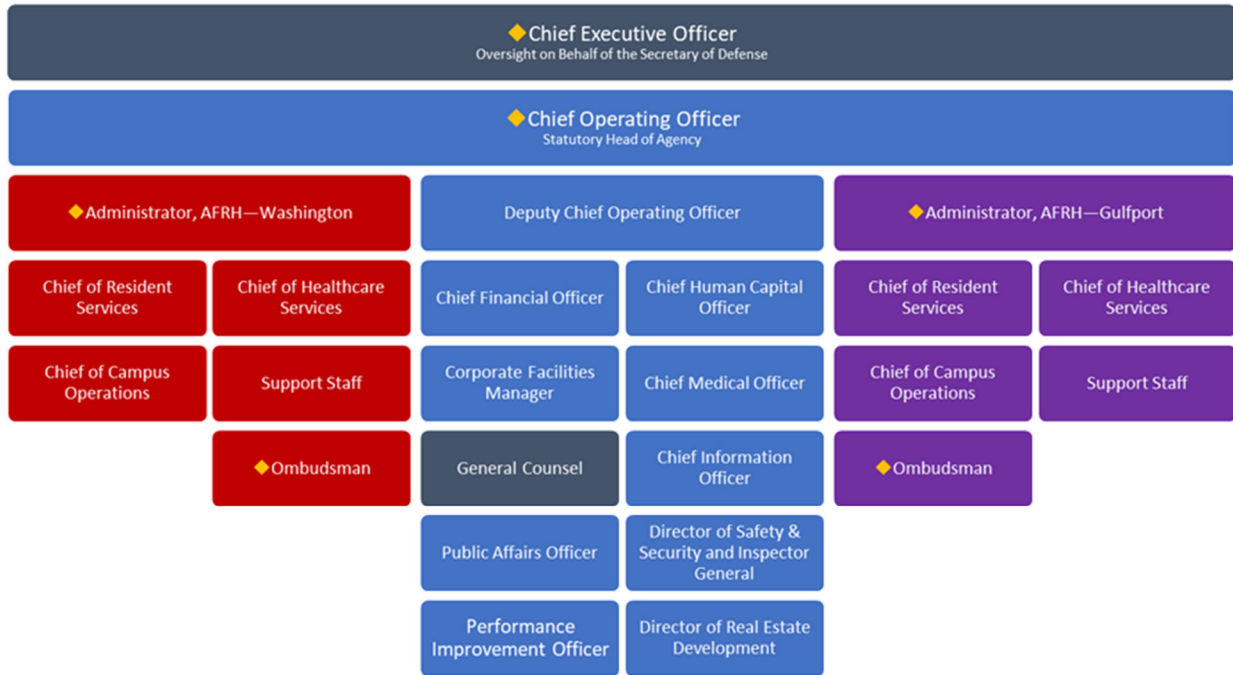 Chief Executive Officer
Oversight on Behalf of the Secretary of Defense
Chief Operating Officer
Statutory Head of Agency
Administrator, AFRH—Washington
Deputy Chief Operating Officer
Administrator, AFRH—Gulfport
Chief of Resident
Services
Chief of Healthcare
Services
Chief Financial Officer
Chief Human Capital
Officer
Chief of Resident
Services
Chief of Healthcare
Services
Chief of Campus
Operations
Support Staff
Corporate Facilities
Manager
Chief Medical Officer
Chief of Campus
Operations
Support Staff
Ombudsman
General Counsel
Chief Information
Officer
Ombudsman
Public Affairs Officer
Director of Safety &
Security and Inspector
General
Performance
Improvement Officer
Director of Real Estate
Development